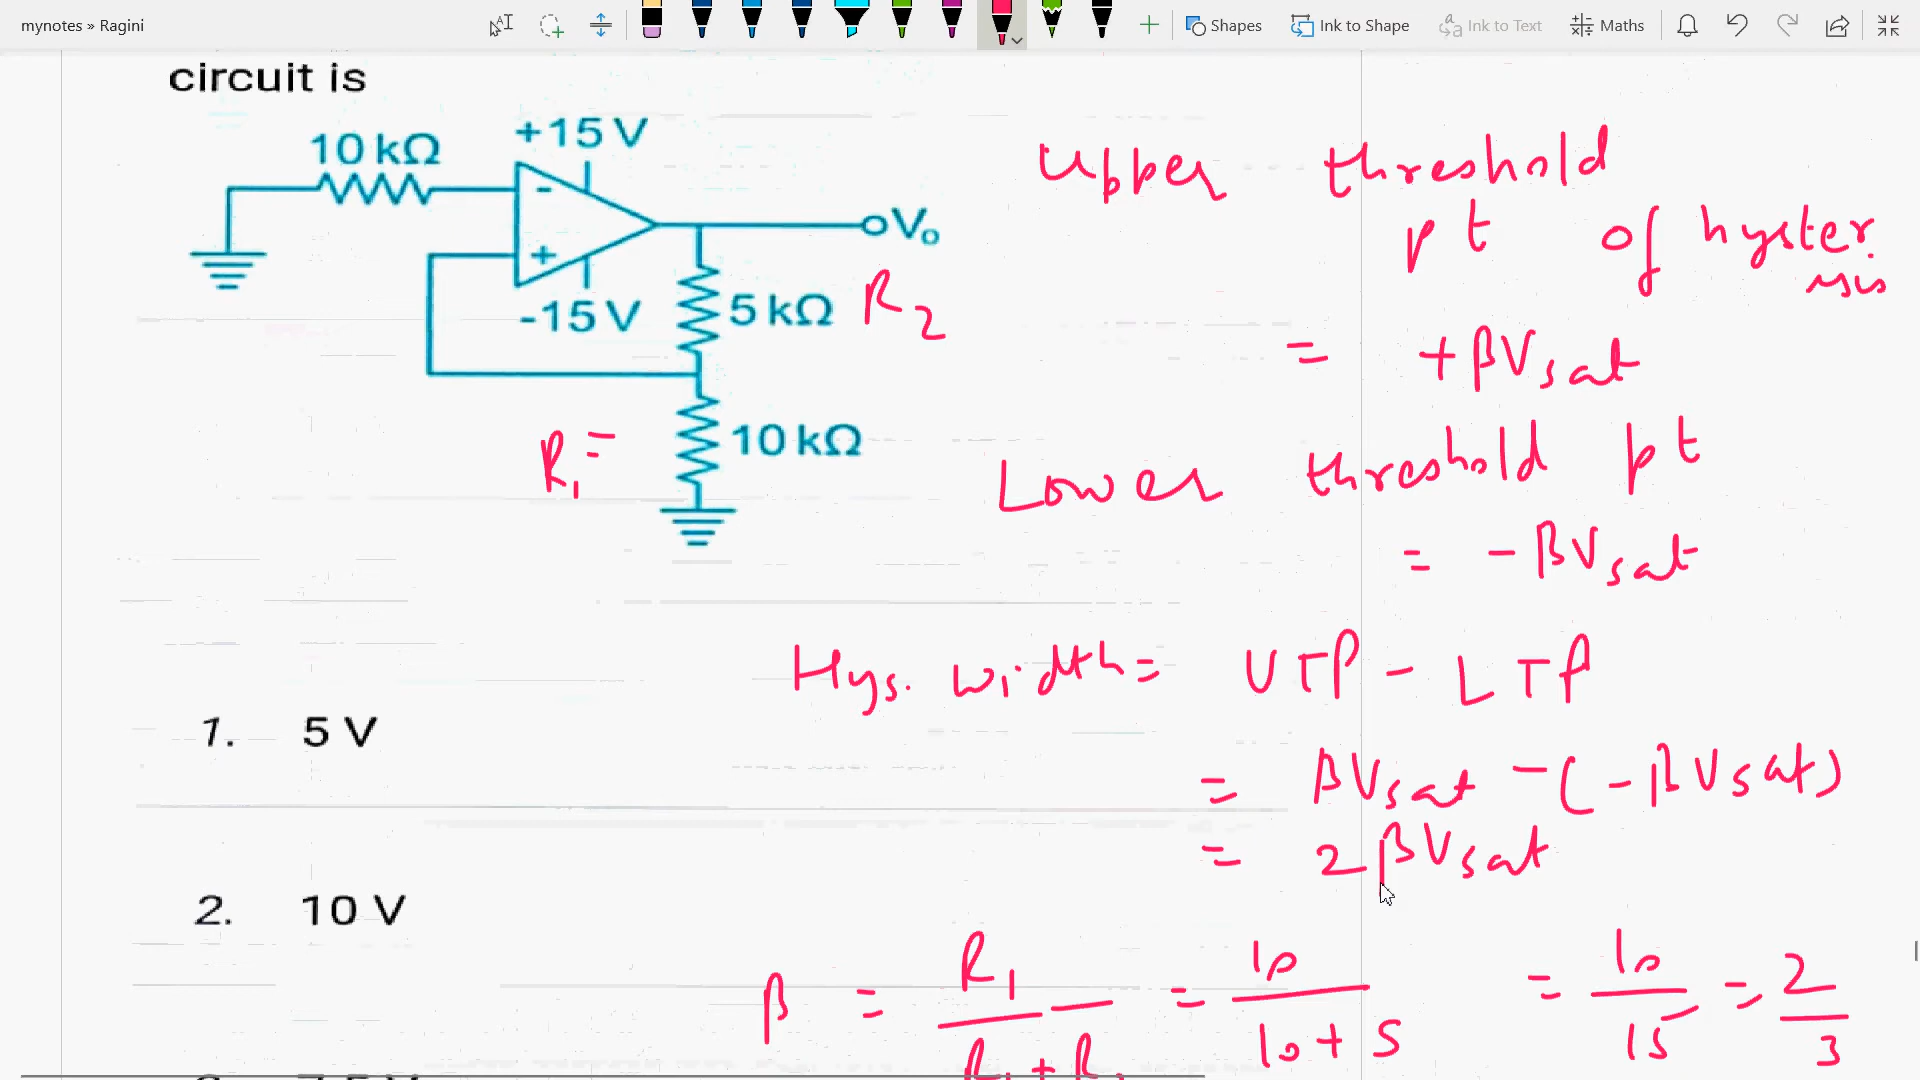 mynotes » Ragini
Shapes
Ink to Shape
Ink to Text
Maths
circuit is
10 kΩ
+15 V
-
+
-15 V
Vo
5 kΩ R2
R1 =
10 kΩ
Upper threshold
pt of hyster
esis
= +βVsat
Lower threshold pt
= -βVsat
Hys. width = UTP - LTP
= βVsat - (-βVsat)
= 2βVsat
1. 5 V
2. 10 V
β = R1 / R1 + R = 10 / 10 + 5 = 10 / 15 = 2 / 3